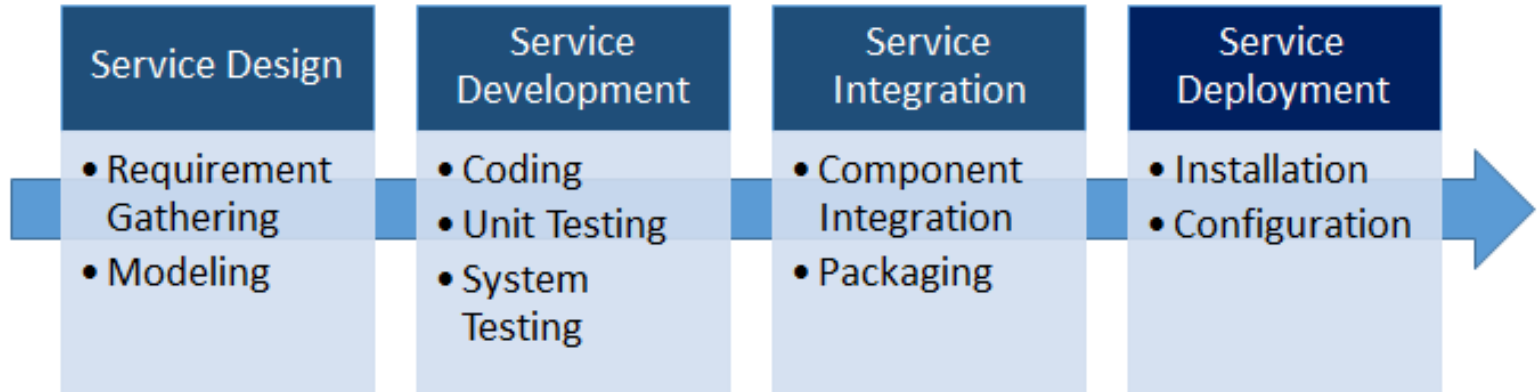 Service Design
• Requirement
Gathering
• Modeling
Service
Development
• Coding
• Unit Testing
• System
Testing
Service
Integration
• Component
Integration
• Packaging
Service
Deployment
• Installation
• Configuration